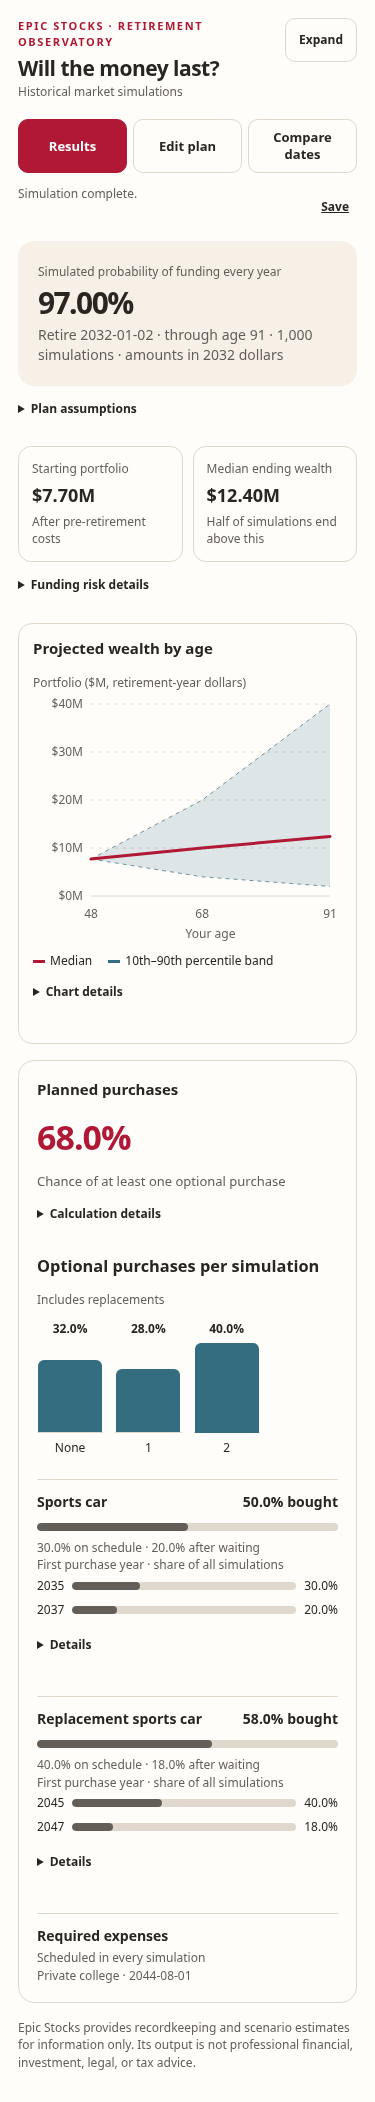 EPIC STOCKS · RETIREMENT
OBSERVATORY
Expand
Will the money last?
Historical market simulations
Results
Edit plan
Compare
dates
Simulation complete.
Save
Simulated probability of funding every year
97.00%
Retire 2032-01-02 · through age 91 · 1,000
simulations · amounts in 2032 dollars
▶ Plan assumptions
Starting portfolio
$7.70M
After pre-retirement
costs
Median ending wealth
$12.40M
Half of simulations end
above this
▶ Funding risk details
Projected wealth by age
Portfolio ($M, retirement-year dollars)
$40M
$30M
$20M
$10M
$0M
48 68 91
Your age
Median 10th–90th percentile band
▶ Chart details
Planned purchases
68.0%
Chance of at least one optional purchase
▶ Calculation details
Optional purchases per simulation
Includes replacements
32.0% 28.0% 40.0%
None 1 2
Sports car 50.0% bought
30.0% on schedule · 20.0% after waiting
First purchase year · share of all simulations
2035 30.0%
2037 20.0%
▶ Details
Replacement sports car 58.0% bought
40.0% on schedule · 18.0% after waiting
First purchase year · share of all simulations
2045 40.0%
2047 18.0%
▶ Details
Required expenses
Scheduled in every simulation
Private college · 2044-08-01
Epic Stocks provides recordkeeping and scenario estimates
for information only. Its output is not professional financial,
investment, legal, or tax advice.